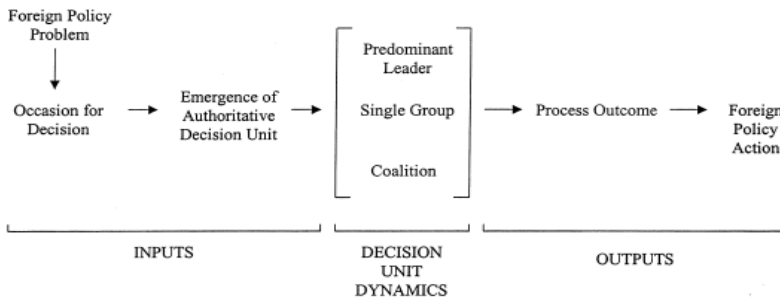 Foreign Policy
Problem
Occasion for
Decision
Emergence of
Authoritative
Decision Unit
Predominant
Leader
Single Group
Coalition
Process Outcome
Foreign
Policy
Action
INPUTS
DECISION
UNIT
DYNAMICS
OUTPUTS